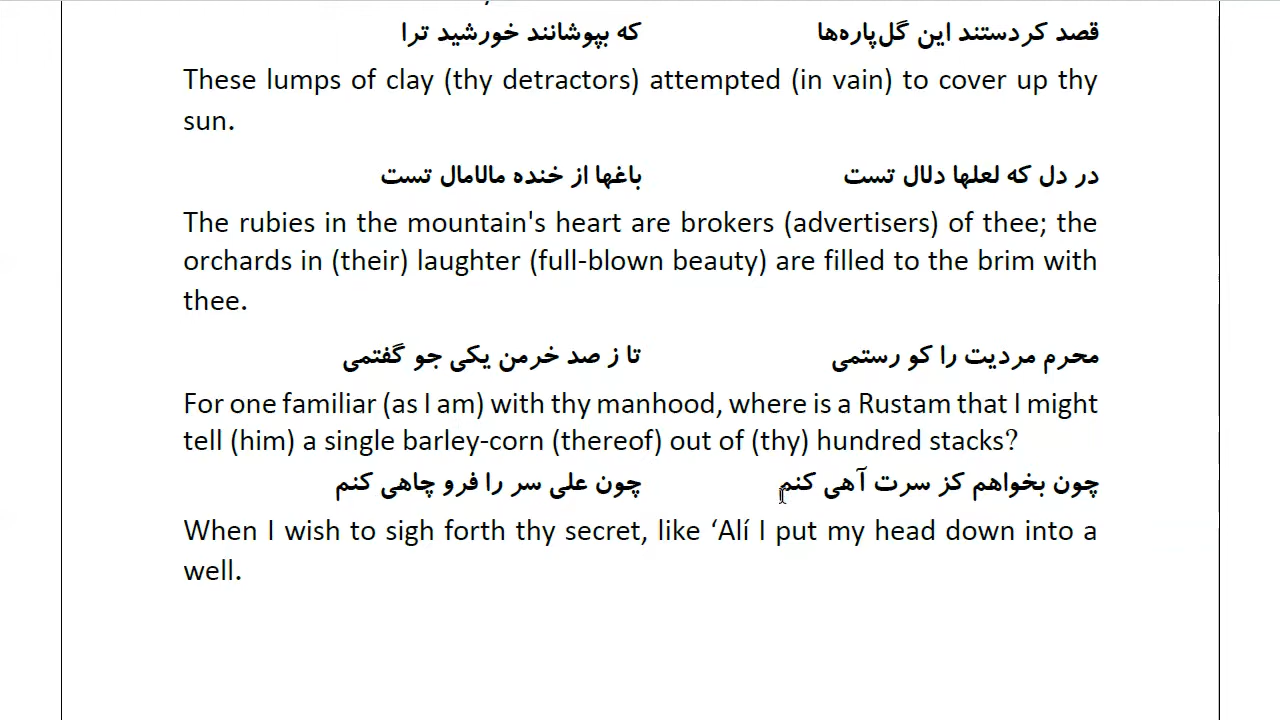 قصد کردستند این گل‌پاره‌ها که بپوشانند خورشید ترا
These lumps of clay (thy detractors) attempted (in vain) to cover up thy
sun.
در دل که لعلها دلال تست باغها از خنده مالامال تست
The rubies in the mountain's heart are brokers (advertisers) of thee; the
orchards in (their) laughter (full-blown beauty) are filled to the brim with
thee.
محرم مردیت را کو رستمی تا ز صد خرمن یکی جو گفتمی
For one familiar (as I am) with thy manhood, where is a Rustam that I might
tell (him) a single barley-corn (thereof) out of (thy) hundred stacks?
چون بخواهم کز سرت آهی کنم چون علی سر را فرو چاهی کنم
When I wish to sigh forth thy secret, like ‘Alí I put my head down into a
well.